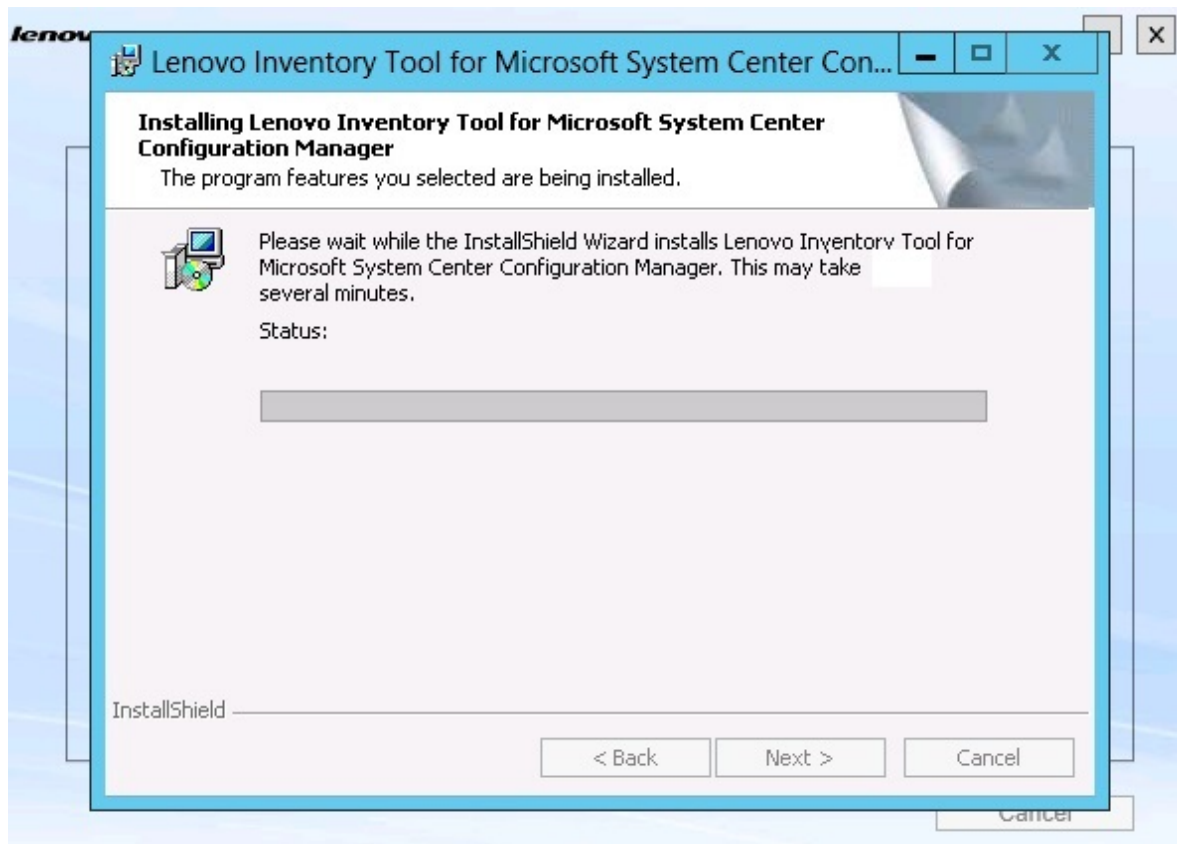 Lenovo Inventory Tool for Microsoft System Center Con...
Installing Lenovo Inventory Tool for Microsoft System Center
Configuration Manager
The program features you selected are being installed.
Please wait while the InstallShield Wizard installs Lenovo Inventory Tool for
Microsoft System Center Configuration Manager. This may take
several minutes.
Status:
InstallShield
< Back
Next >
Cancel
Cancel